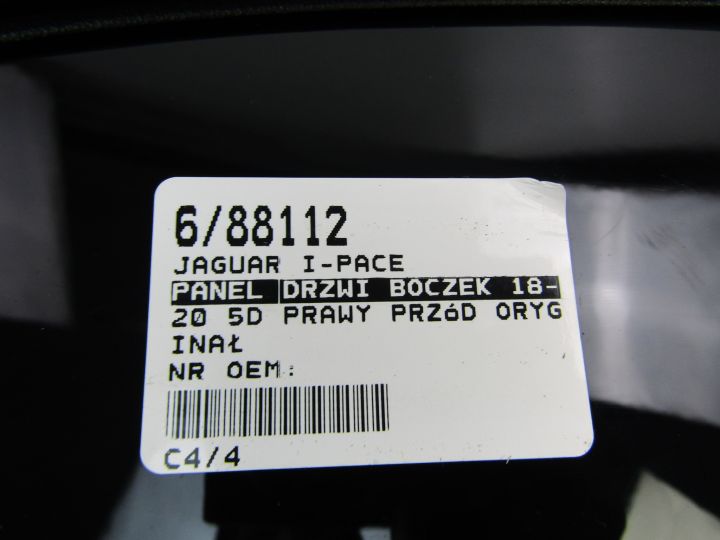 6/88112
JAGUAR I-PACE
PANEL DRZWI BOCZEK 18-
20 5D PRAWY PRZóD ORYG
INAŁ
NR OEM:
C4/4